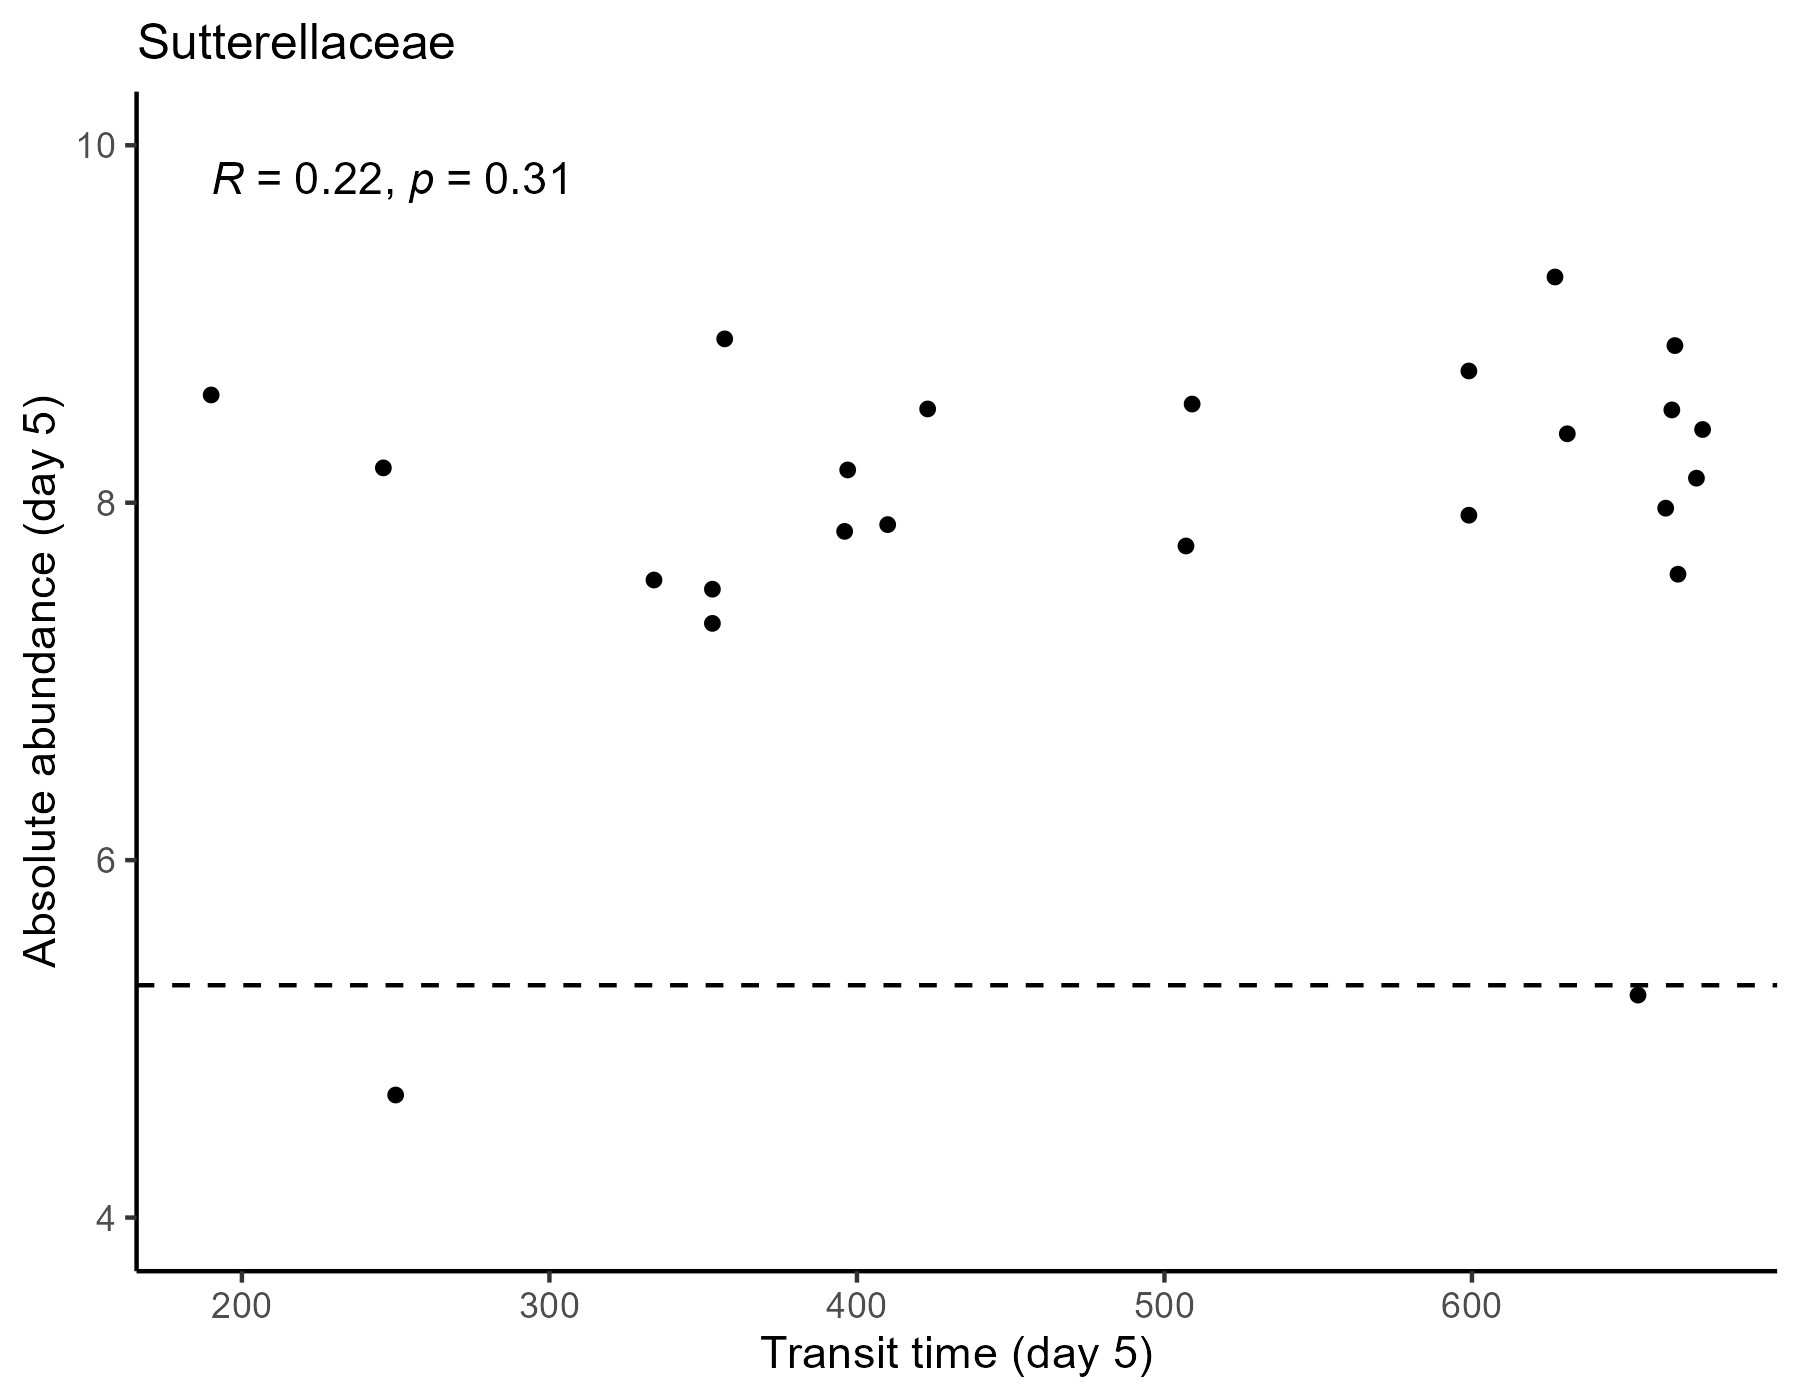 Sutterellaceae
10
R = 0.22, p = 0.31
8
6
4
Absolute abundance (day 5)
200 300 400 500 600
Transit time (day 5)